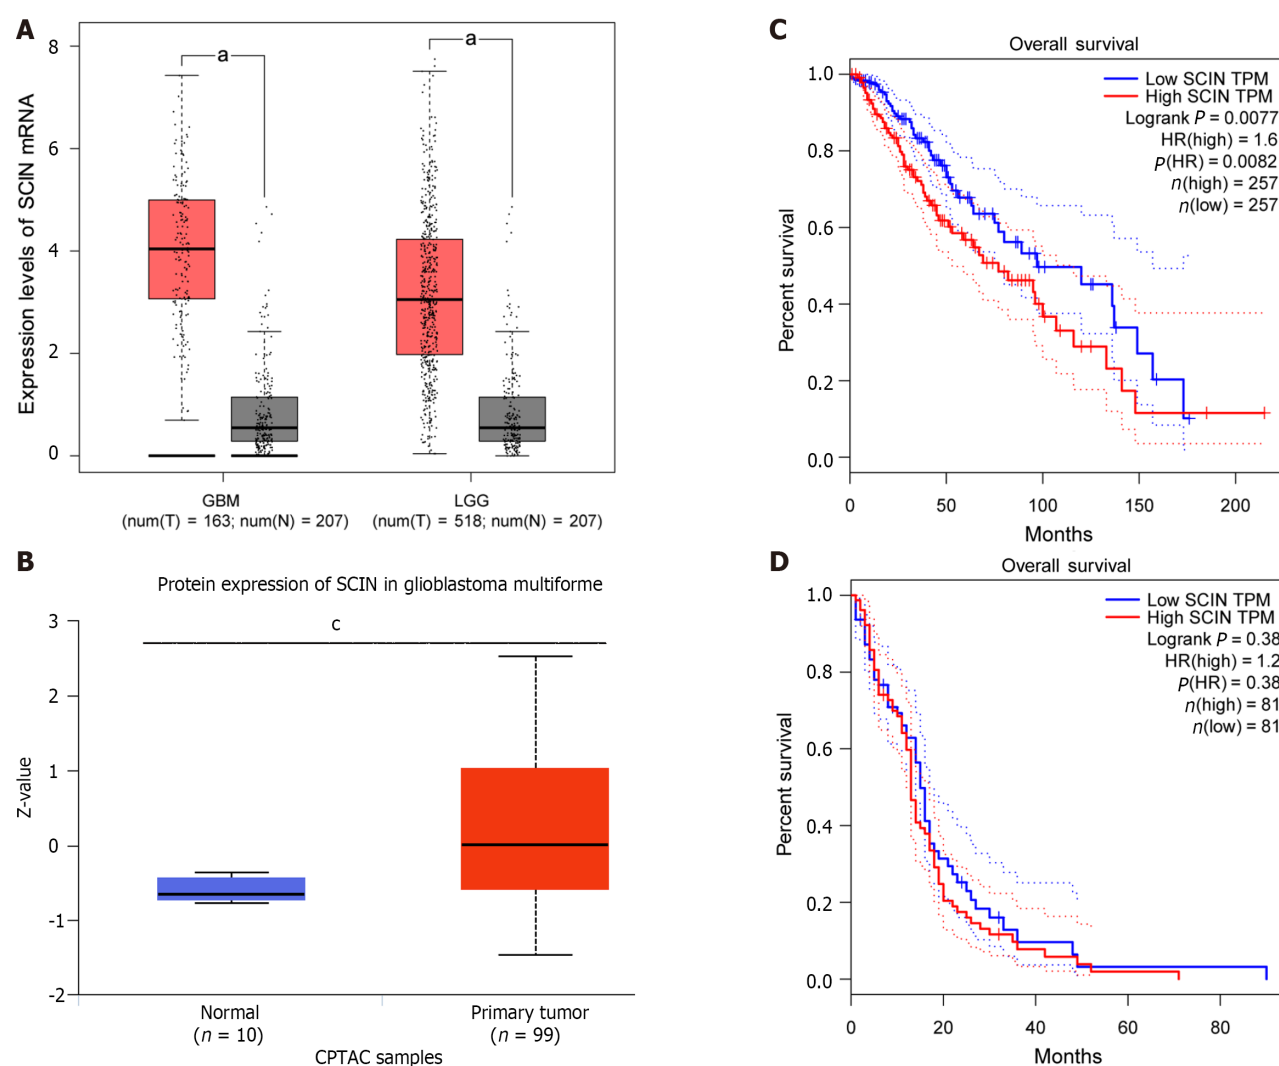 A
a
a
8
6
4
2
0
Expression levels of SCIN mRNA
GBM
(num(T) = 163; num(N) = 207)
LGG
(num(T) = 518; num(N) = 207)
B
Protein expression of SCIN in glioblastoma multiforme
c
3
2
1
0
-1
-2
Z-value
Normal
(n = 10)
Primary tumor
(n = 99)
CPTAC samples
C
Overall survival
Low SCIN TPM
High SCIN TPM
Logrank P = 0.0077
HR(high) = 1.6
P(HR) = 0.0082
n(high) = 257
n(low) = 257
1.0
0.8
0.6
0.4
0.2
0.0
Percent survival
0 50 100 150 200
Months
D
Overall survival
Low SCIN TPM
High SCIN TPM
Logrank P = 0.38
HR(high) = 1.2
P(HR) = 0.38
n(high) = 81
n(low) = 81
1.0
0.8
0.6
0.4
0.2
0.0
Percent survival
0 20 40 60 80
Months